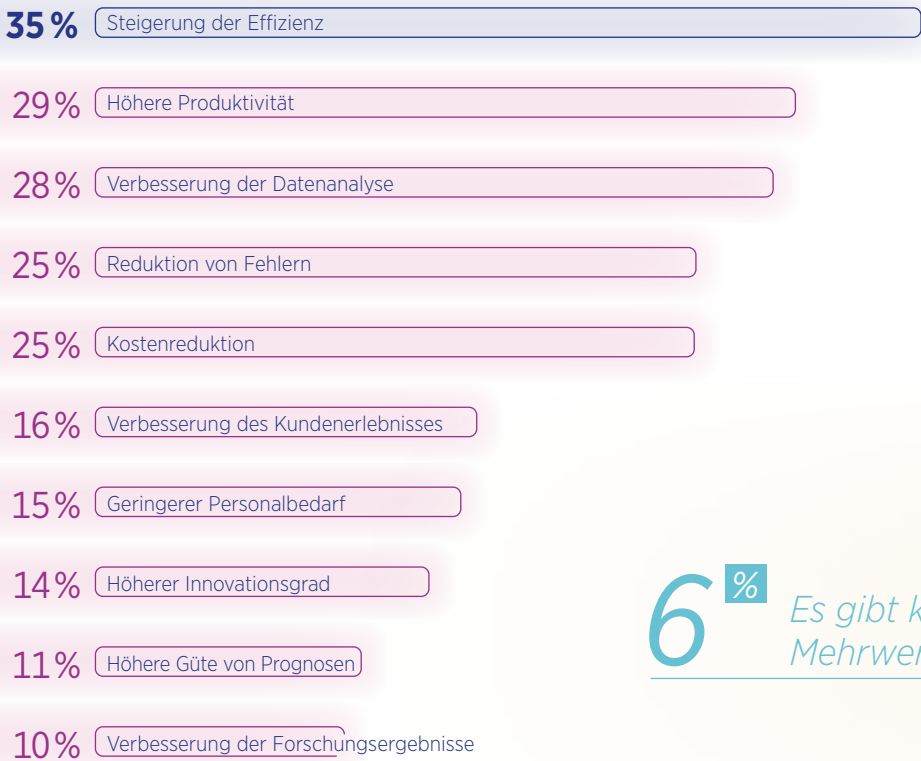 35 % Steigerung der Effizienz
29 % Höhere Produktivität
28 % Verbesserung der Datenanalyse
25 % Reduktion von Fehlern
25 % Kostenreduktion
16 % Verbesserung des Kundenerlebnisses
15 % Geringerer Personalbedarf
14 % Höherer Innovationsgrad
11 % Höhere Güte von Prognosen
10 % Verbesserung der Forschungsergebnisse
6 %
Es gibt